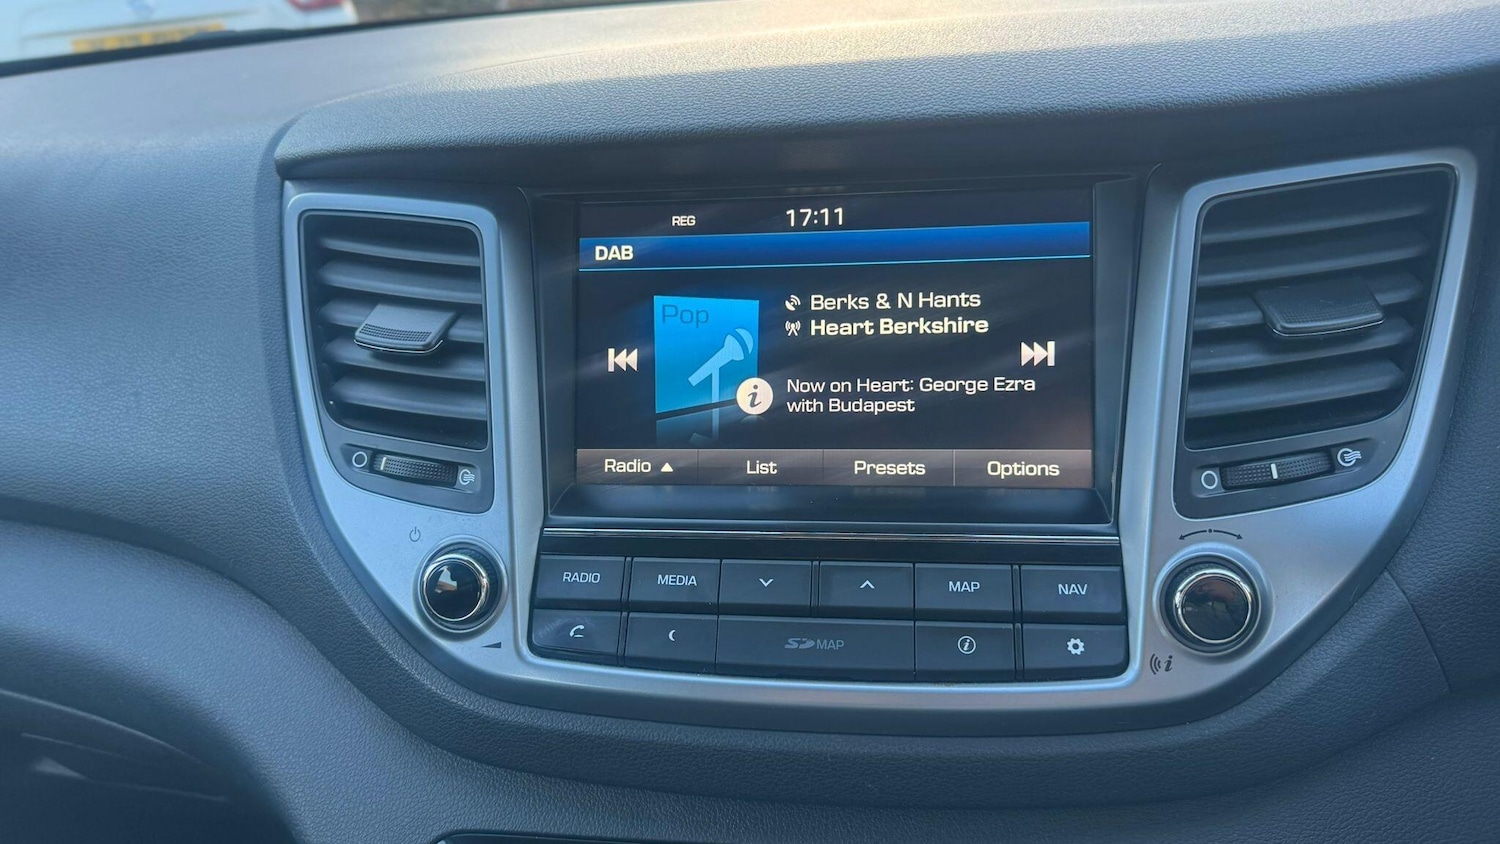 REG 17:11
DAB
Pop
Berks & N Hants
Heart Berkshire
Now on Heart: George Ezra
with Budapest
Radio List Presets Options
RADIO MEDIA MAP NAV
SD MAP